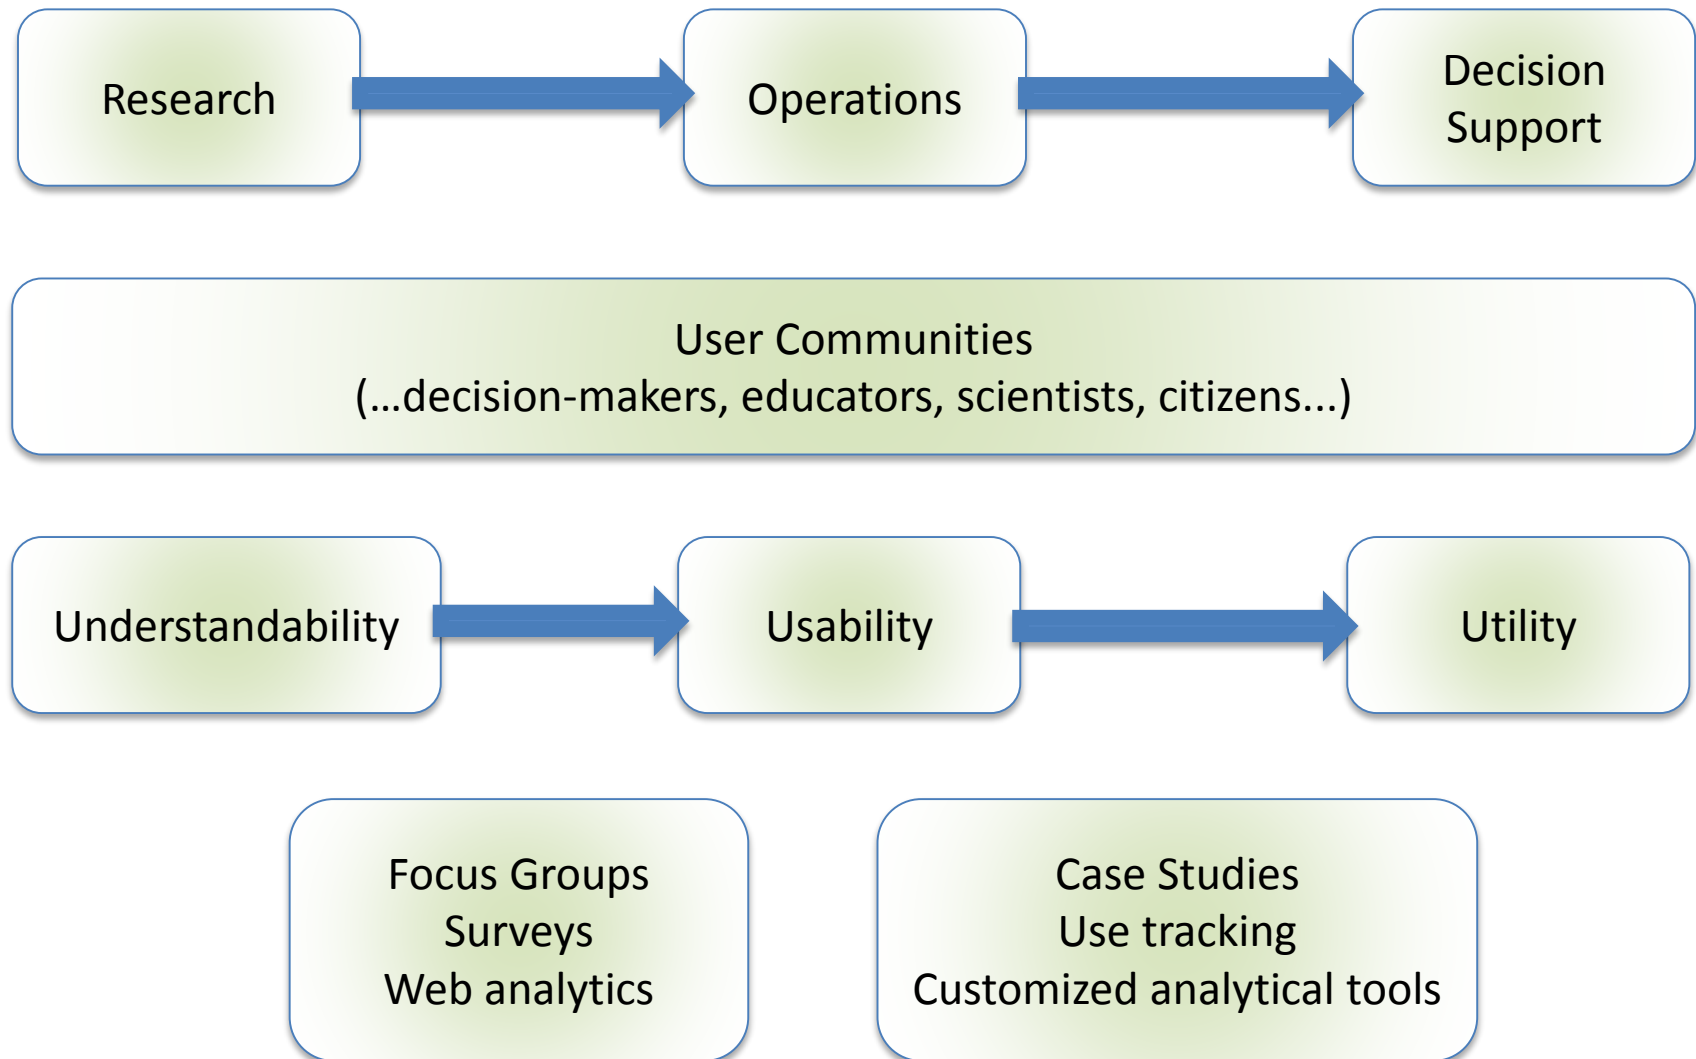 Research
Operations
Decision
Support
User Communities
(...decision-makers, educators, scientists, citizens...)
Understandability
Usability
Utility
Focus Groups
Surveys
Web analytics
Case Studies
Use tracking
Customized analytical tools